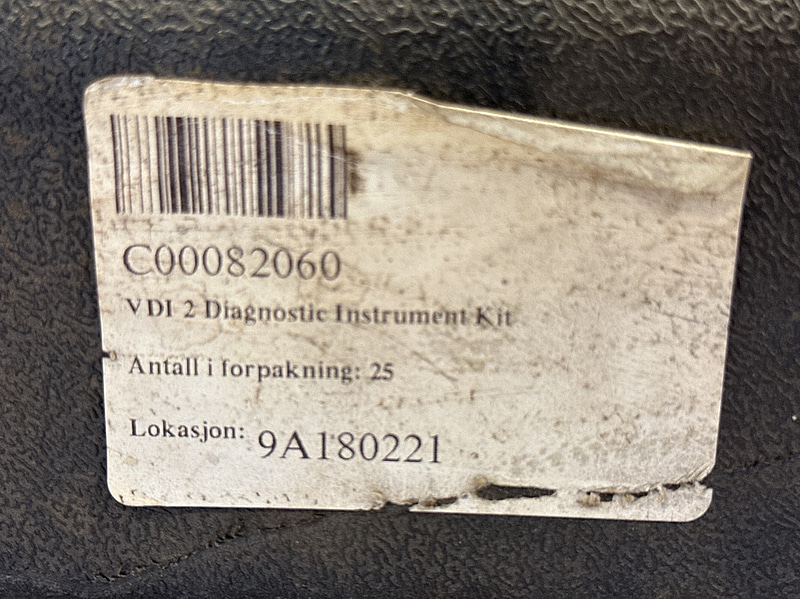 C00082060
VDI 2 Diagnostic Instrument Kit
Antall i forpakning: 25
Lokasjon: 9A180221